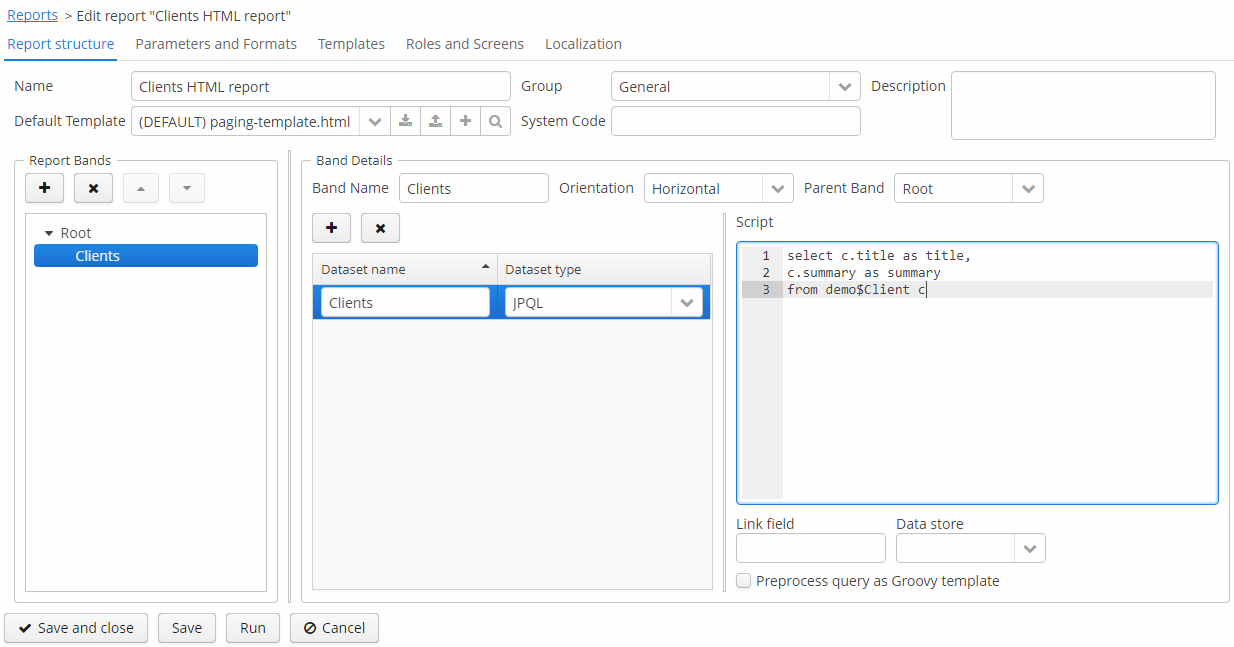 Reports > Edit report "Clients HTML report"
Report structure Parameters and Formats Templates Roles and Screens Localization
Name Clients HTML report Group General Description
Default Template (DEFAULT) paging-template.html System Code
Report Bands
Root
Clients
Band Details
Band Name Clients Orientation Horizontal Parent Band Root
Dataset name Dataset type
Clients JPQL
Script
1 select c.title as title,
2 c.summary as summary
3 from demo$Client c
Link field Data store
Preprocess query as Groovy template
Save and close Save Run Cancel